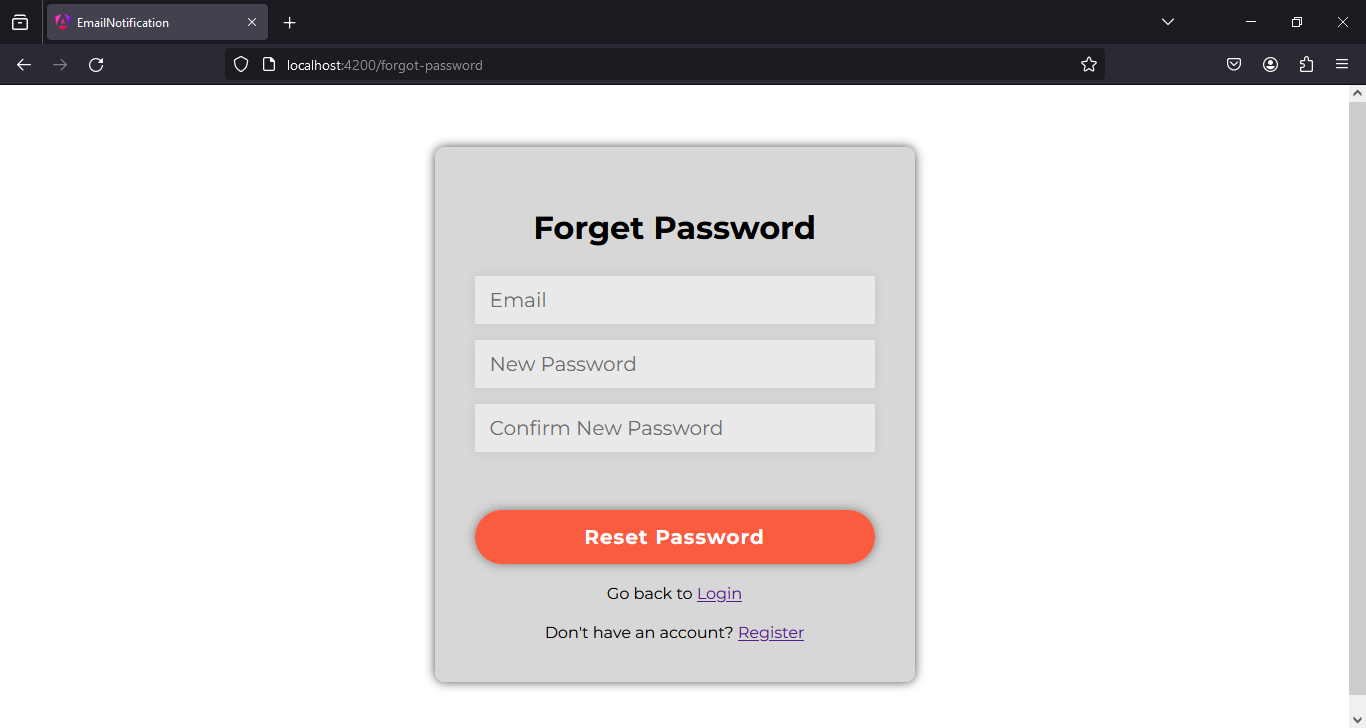 EmailNotification
localhost:4200/forgot-password
Forget Password
Email
New Password
Confirm New Password
Reset Password
Go back to Login
Don't have an account? Register